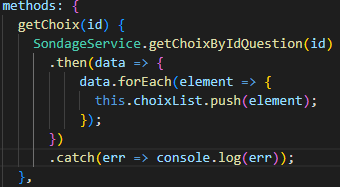 methods: {
getChoix(id) {
SondageService.getChoixByIdQuestion(id)
.then(data => {
data.forEach(element => {
this.choixList.push(element);
});
})
.catch(err => console.log(err));
},